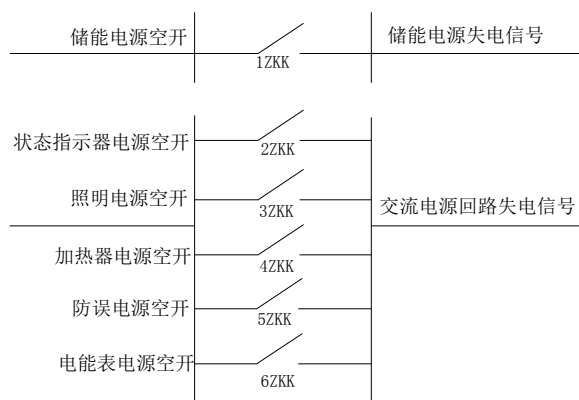 储能电源空开
储能电源失电信号
1ZKK
状态指示器电源空开
2ZKK
照明电源空开
3ZKK
交流电源回路失电信号
加热器电源空开
4ZKK
防误电源空开
5ZKK
电能表电源空开
6ZKK